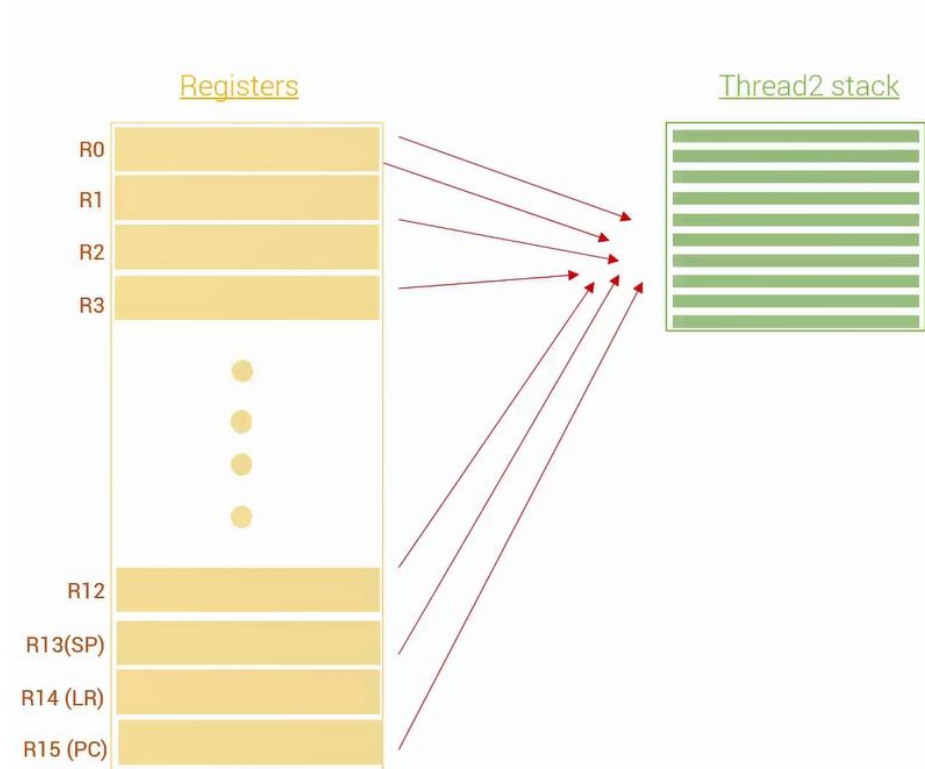 Registers
Thread2 stack
R0
R1
R2
R3
R12
R13(SP)
R14 (LR)
R15 (PC)